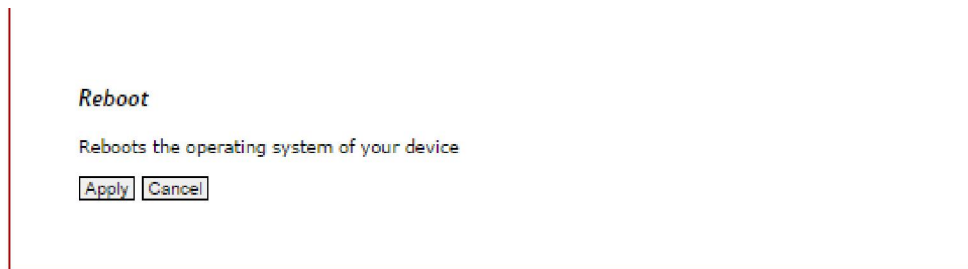 Reboot
Reboots the operating system of your device
Apply Cancel